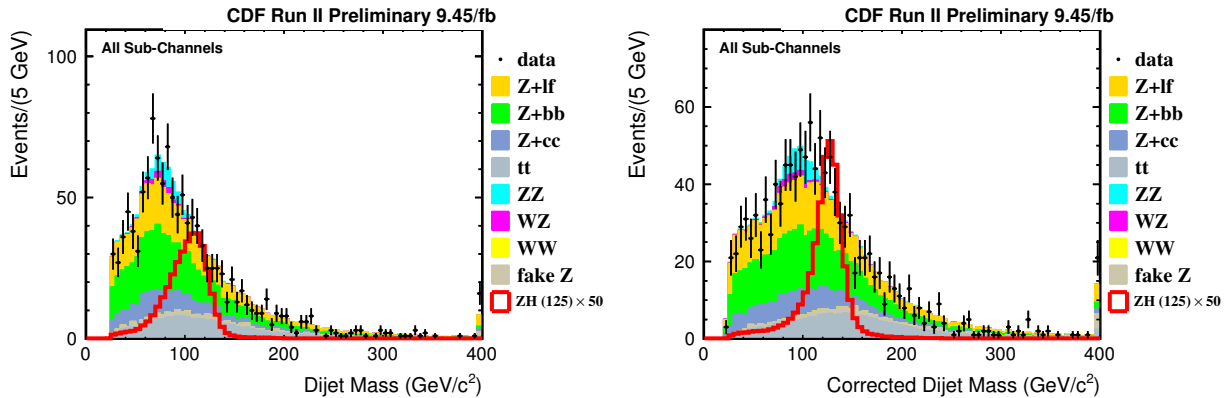 CDF Run II Preliminary 9.45/fb
All Sub-Channels
Events/(5 GeV)
100
50
0
0 100 200 300 400
Dijet Mass (GeV/c²)
data
Z+lf
Z+bb
Z+cc
tt
ZZ
WZ
WW
fake Z
ZH (125) × 50
CDF Run II Preliminary 9.45/fb
All Sub-Channels
Events/(5 GeV)
60
40
20
0
0 100 200 300 400
Corrected Dijet Mass (GeV/c²)
data
Z+lf
Z+bb
Z+cc
tt
ZZ
WZ
WW
fake Z
ZH (125) × 50